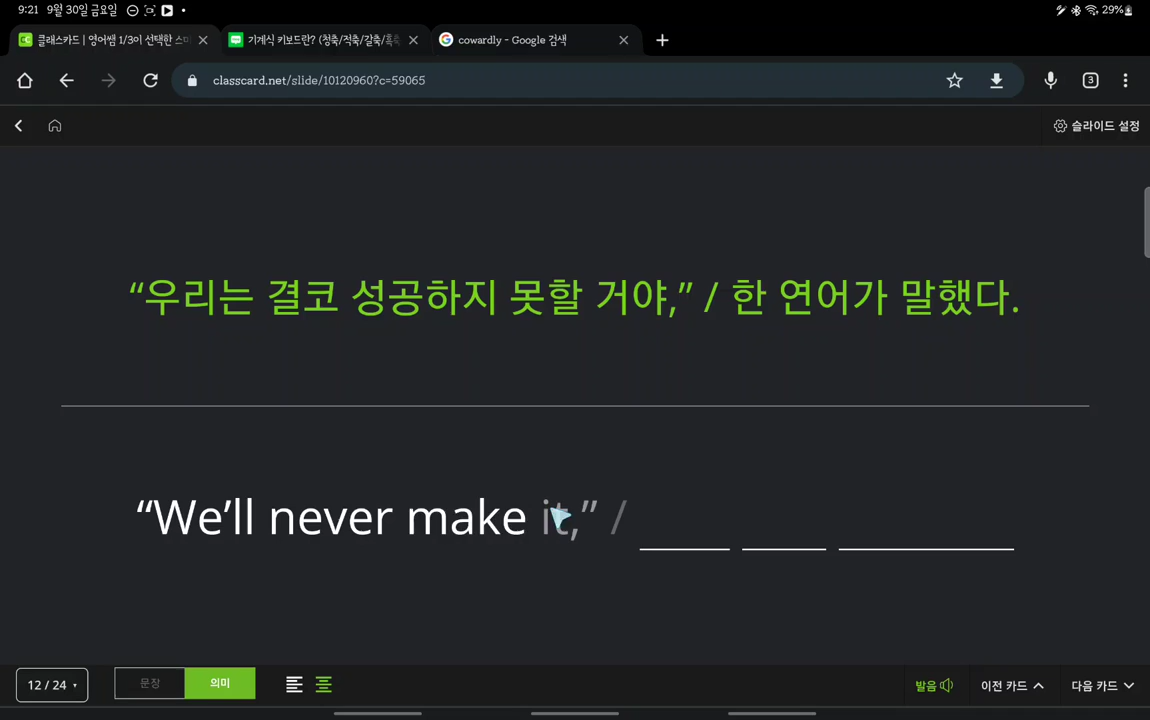 9:21 9월 30일 금요일 29%
클래스카드 | 영어쌤 1/3이 선택한 스마
기계식 키보드란? (청축/적축/갈축/흑축
cowardly - Google 검색
classcard.net/slide/10120960?c=59065
3
슬라이드 설정
“우리는 결코 성공하지 못할 거야,” / 한 연어가 말했다.
“We’ll never make it,” /
12 / 24
문장 의미
발음 이전 카드 다음 카드